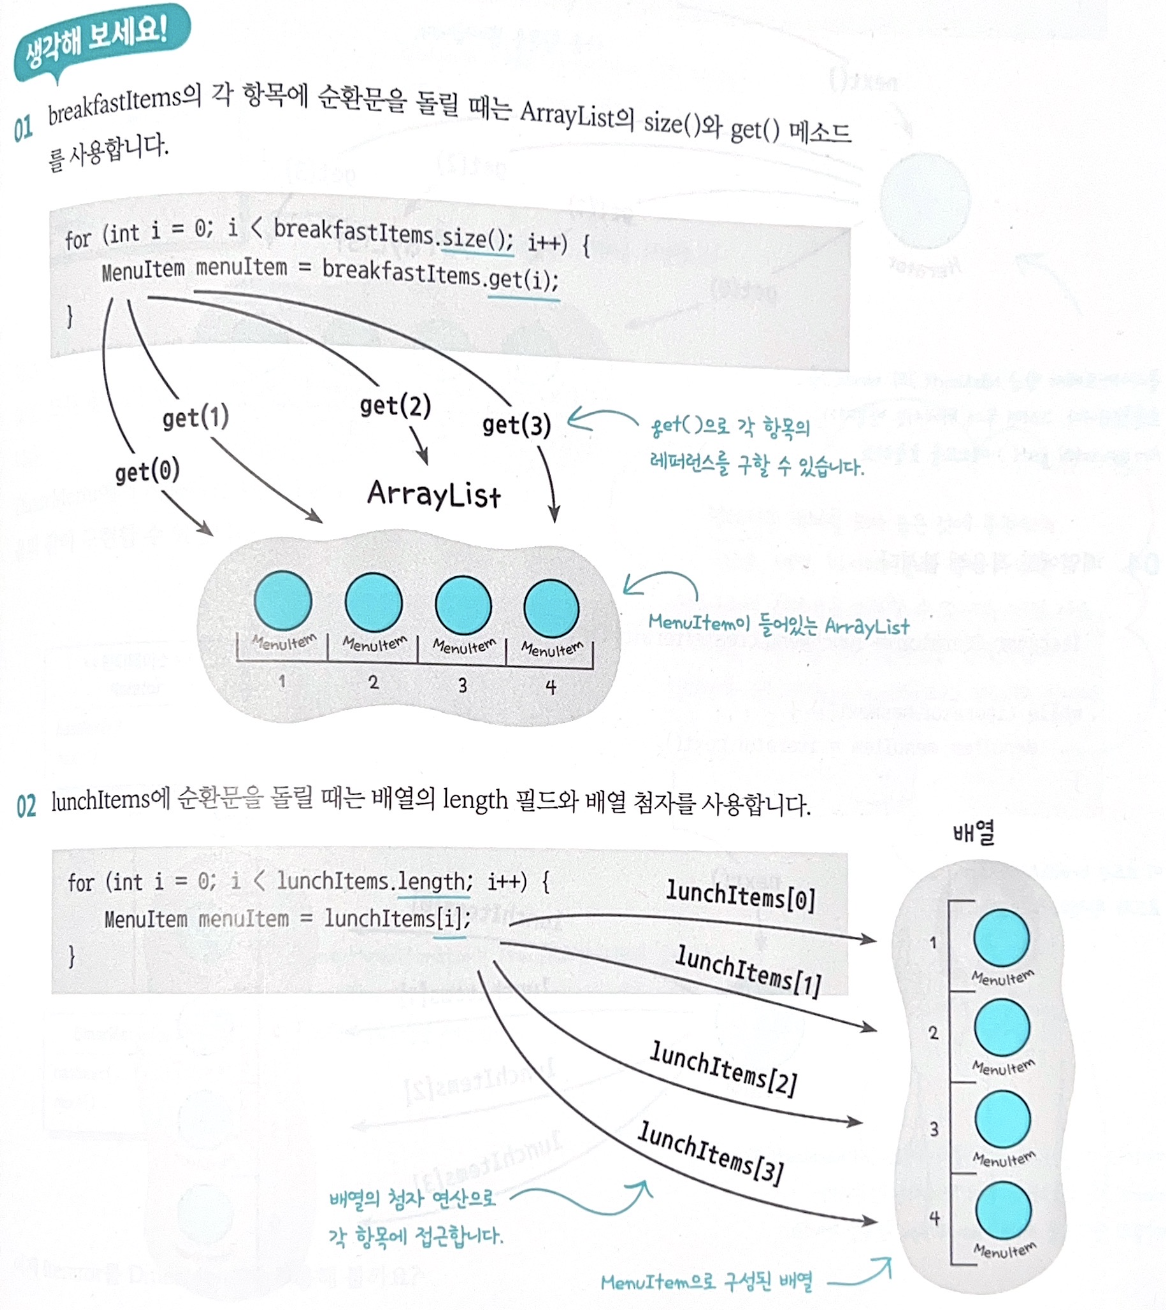 생각해 보세요!
01 breakfastItems의 각 항목에 순환문을 돌릴 때는 ArrayList의 size()와 get() 메소드
를 사용합니다.
for (int i = 0; i < breakfastItems.size(); i++) {
MenuItem menuItem = breakfastItems.get(i);
}
get(0)
get(1)
get(2)
get(3)
get()으로 각 항목의
레퍼런스를 구할 수 있습니다.
ArrayList
MenuItem MenuItem MenuItem MenuItem
1 2 3 4
MenuItem이 들어있는 ArrayList
02 lunchItems에 순환문을 돌릴 때는 배열의 length 필드와 배열 첨자를 사용합니다.
배열
for (int i = 0; i < lunchItems.length; i++) {
MenuItem menuItem = lunchItems[i];
}
lunchItems[0]
lunchItems[1]
lunchItems[2]
lunchItems[3]
1
MenuItem
2
MenuItem
3
MenuItem
4
MenuItem
배열의 첨자 연산으로
각 항목에 접근합니다.
MenuItem으로 구성된 배열